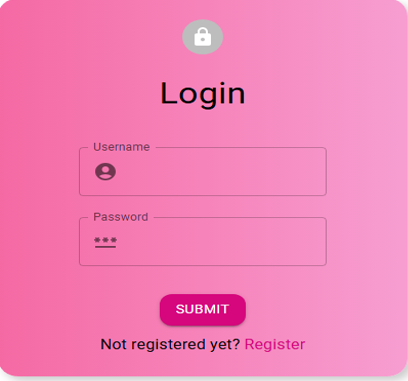 Login
Username
Password
SUBMIT
Not registered yet? Register